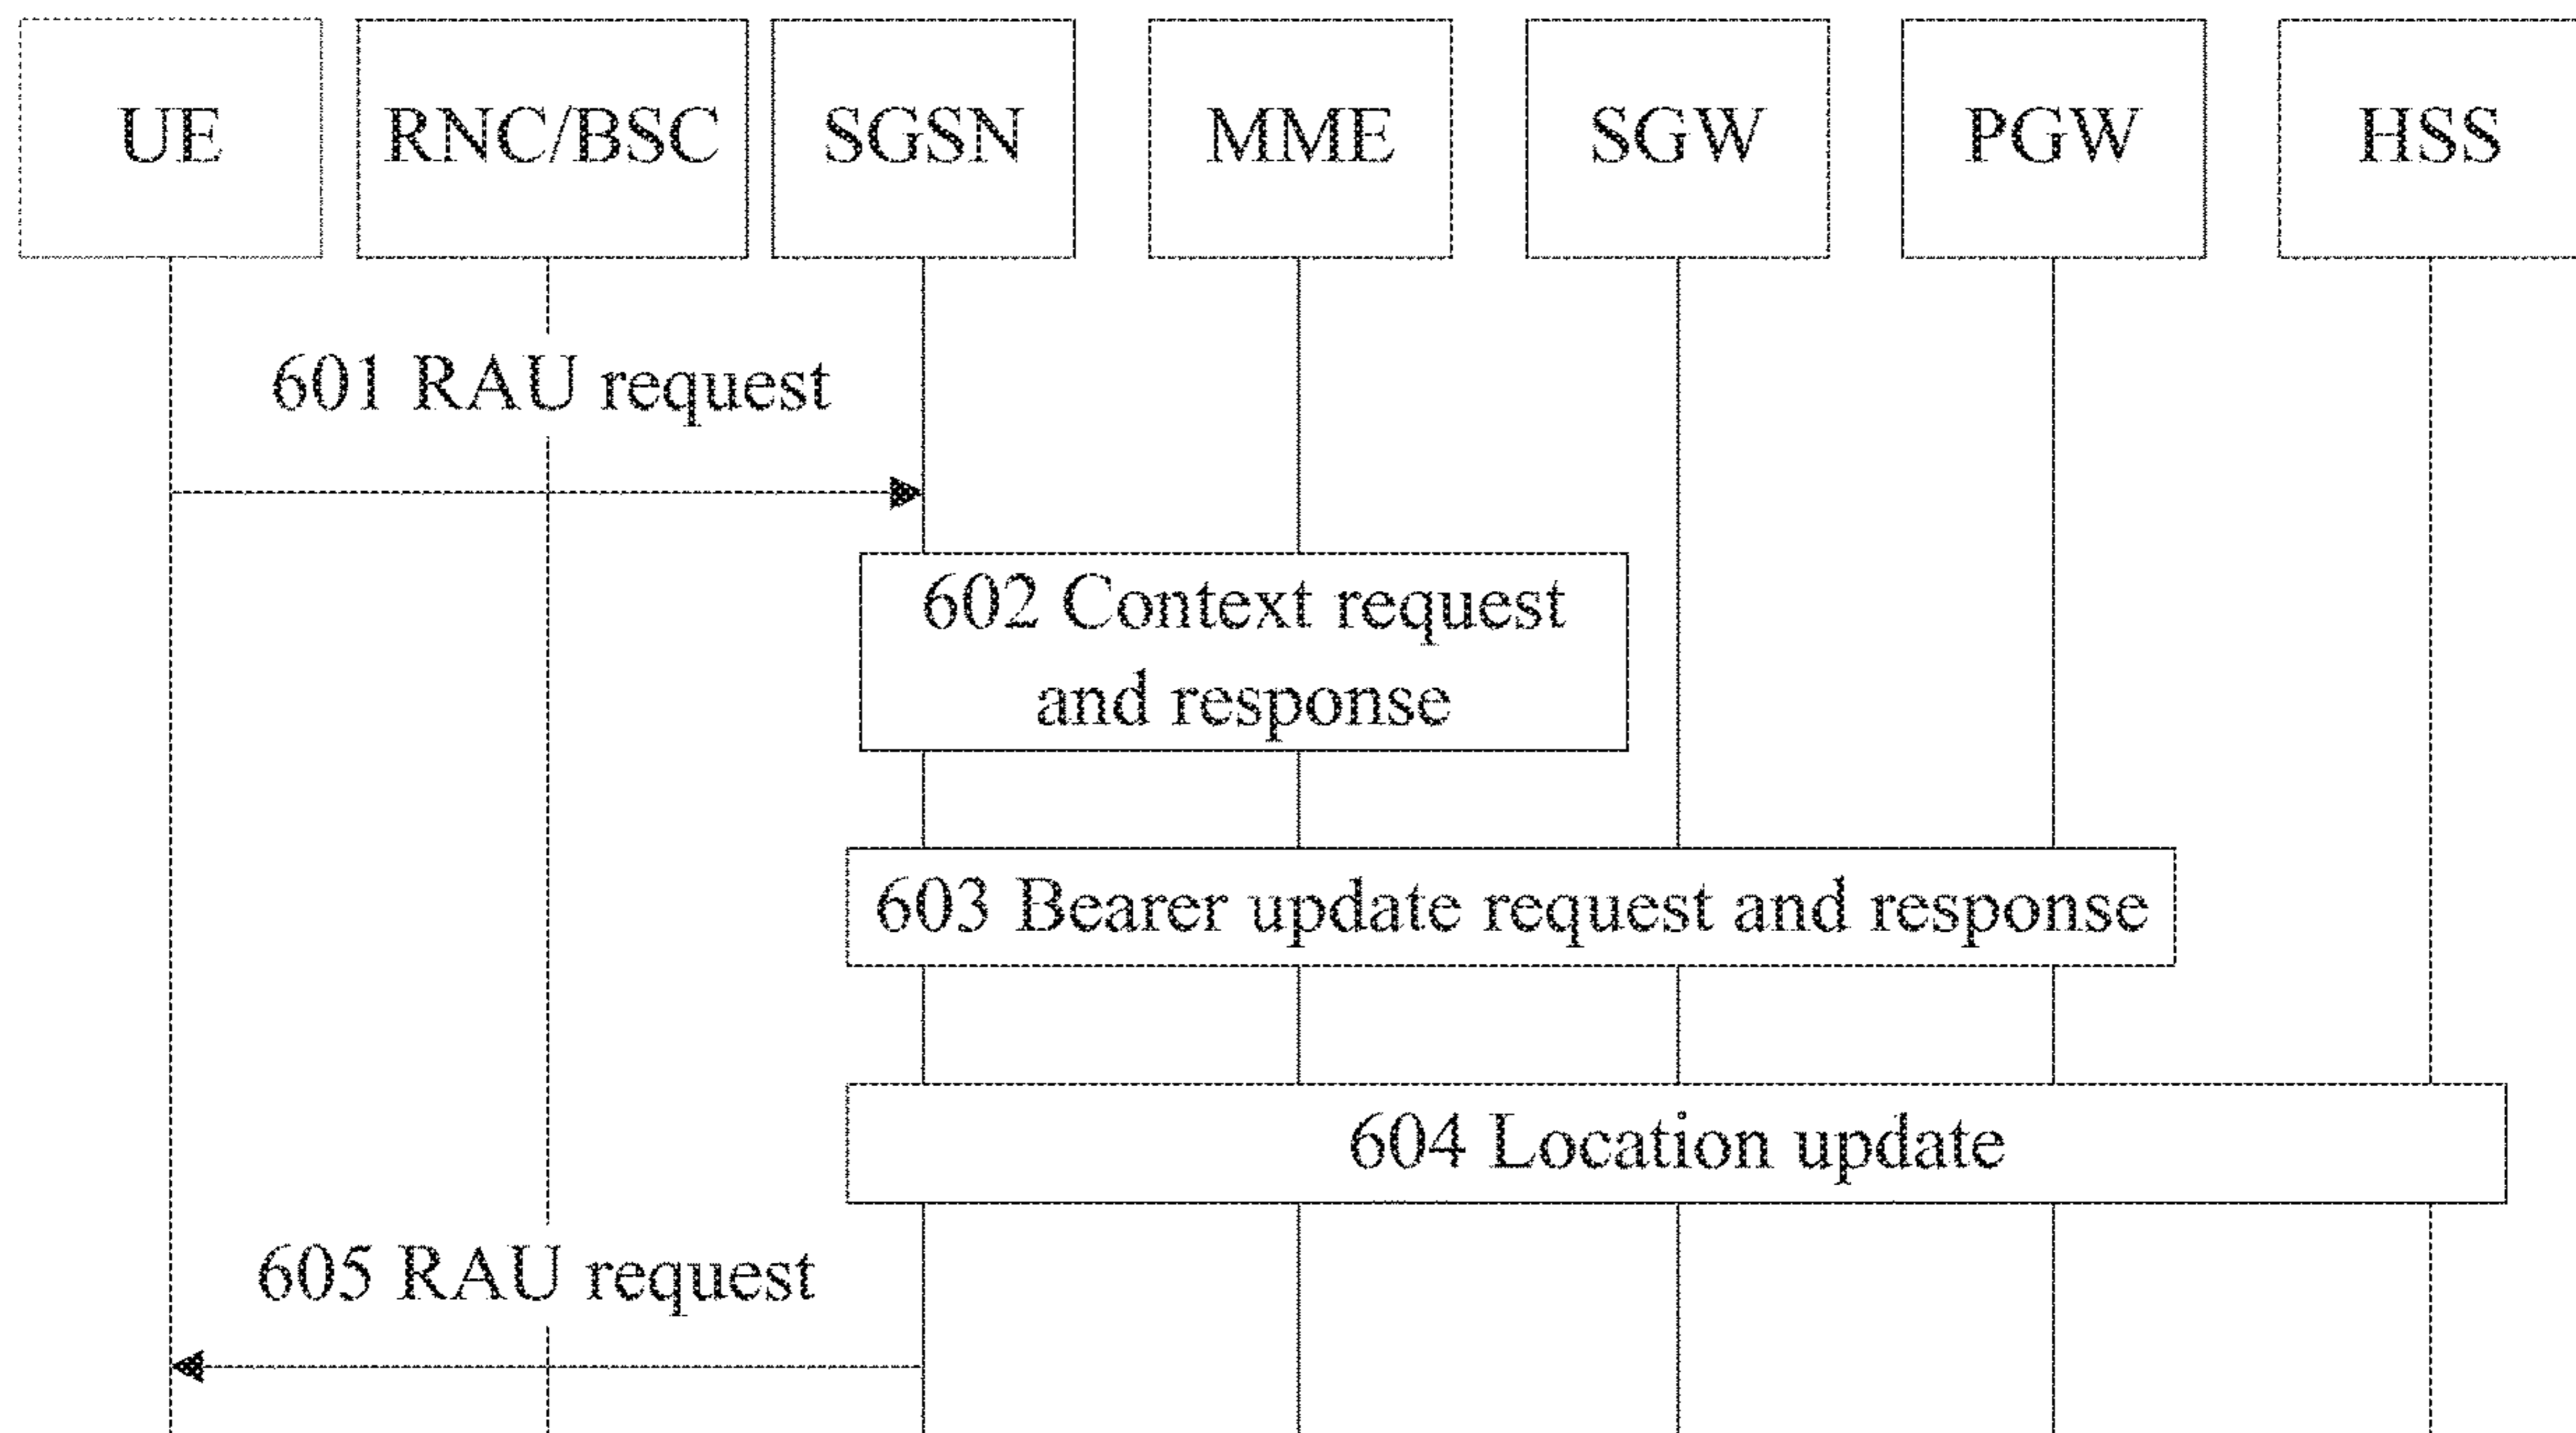 UE
RNC/BSC
SGSN
MME
SGW
PGW
HSS
601 RAU request
602 Context request
and response
603 Bearer update request and response
604 Location update
605 RAU request